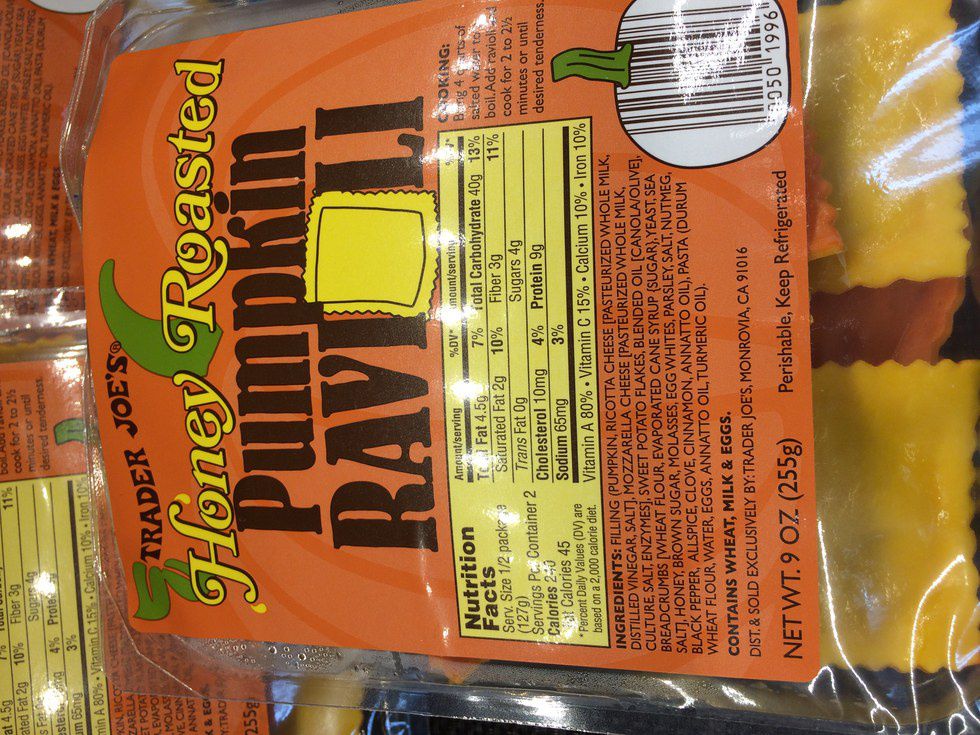 TRADER JOE'S®
Honey Roasted
Pumpkin
RAVIOLI
Nutrition
Facts
Serv. Size 1/2 package
(127g)
Servings Per Container 2
Calories
Fat Calories 45
*Percent Daily Values (DV) are
based on a 2,000 calorie diet.
Amount/serving %DV*
Total Fat 4.5g 7%
Saturated Fat 2g 10%
Trans Fat 0g
Cholesterol 10mg 4%
Sodium 65mg 3%
Amount/serving
Total Carbohydrate 40g 13%
Fiber 3g 11%
Sugars 4g
Protein 9g
Vitamin A 80% • Vitamin C 15% • Calcium 10% • Iron 10%
COOKING:
Bring 4 quarts of
salted water to a
boil. Add ravioli and
cook for 2 to 2½
minutes or until
desired tenderness.
INGREDIENTS: FILLING (PUMPKIN, RICOTTA CHEESE [PASTEURIZED WHOLE MILK,
DISTILLED VINEGAR, SALT], MOZZARELLA CHEESE [PASTEURIZED WHOLE MILK,
CULTURE, SALT, ENZYMES], SWEET POTATO FLAKES, BLENDED OIL [CANOLA/OLIVE],
BREADCRUMBS [WHEAT FLOUR, EVAPORATED CANE SYRUP {SUGAR}, YEAST, SEA
SALT], HONEY, BROWN SUGAR, MOLASSES, EGG WHITES, PARSLEY, SALT, NUTMEG,
BLACK PEPPER, ALLSPICE, CLOVE, CINNAMON, ANNATTO OIL), PASTA (DURUM
WHEAT FLOUR, WATER, EGGS, ANNATTO OIL, TURMERIC OIL).
CONTAINS WHEAT, MILK & EGGS.
DIST. & SOLD EXCLUSIVELY BY: TRADER JOE'S, MONROVIA, CA 91016
NET WT. 9 OZ (255g) Perishable, Keep Refrigerated
0050 1996